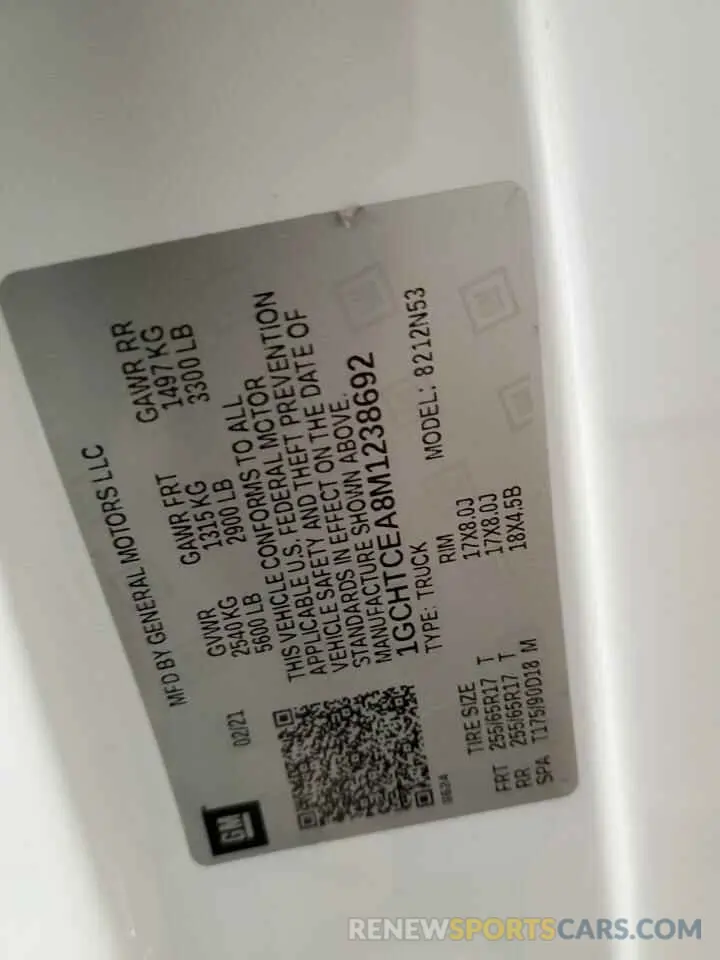 MFD BY GENERAL MOTORS LLC
02/21
GVWR GAWR FRT GAWR RR
2540 KG 1315 KG 1497 KG
5600 LB 2900 LB 3300 LB
THIS VEHICLE CONFORMS TO ALL
APPLICABLE U.S. FEDERAL MOTOR
VEHICLE SAFETY AND THEFT PREVENTION
STANDARDS IN EFFECT ON THE DATE OF
MANUFACTURE SHOWN ABOVE.
1GCHTCEA8M1238692
TYPE: TRUCK MODEL: 8212N53
TIRE SIZE RIM
FRT 255/65R17 T 17X8.0J
RR 255/65R17 T 17X8.0J
SPA T175/90D18 M 18X4.5B
GM
RENEWSPORTSCARS.COM